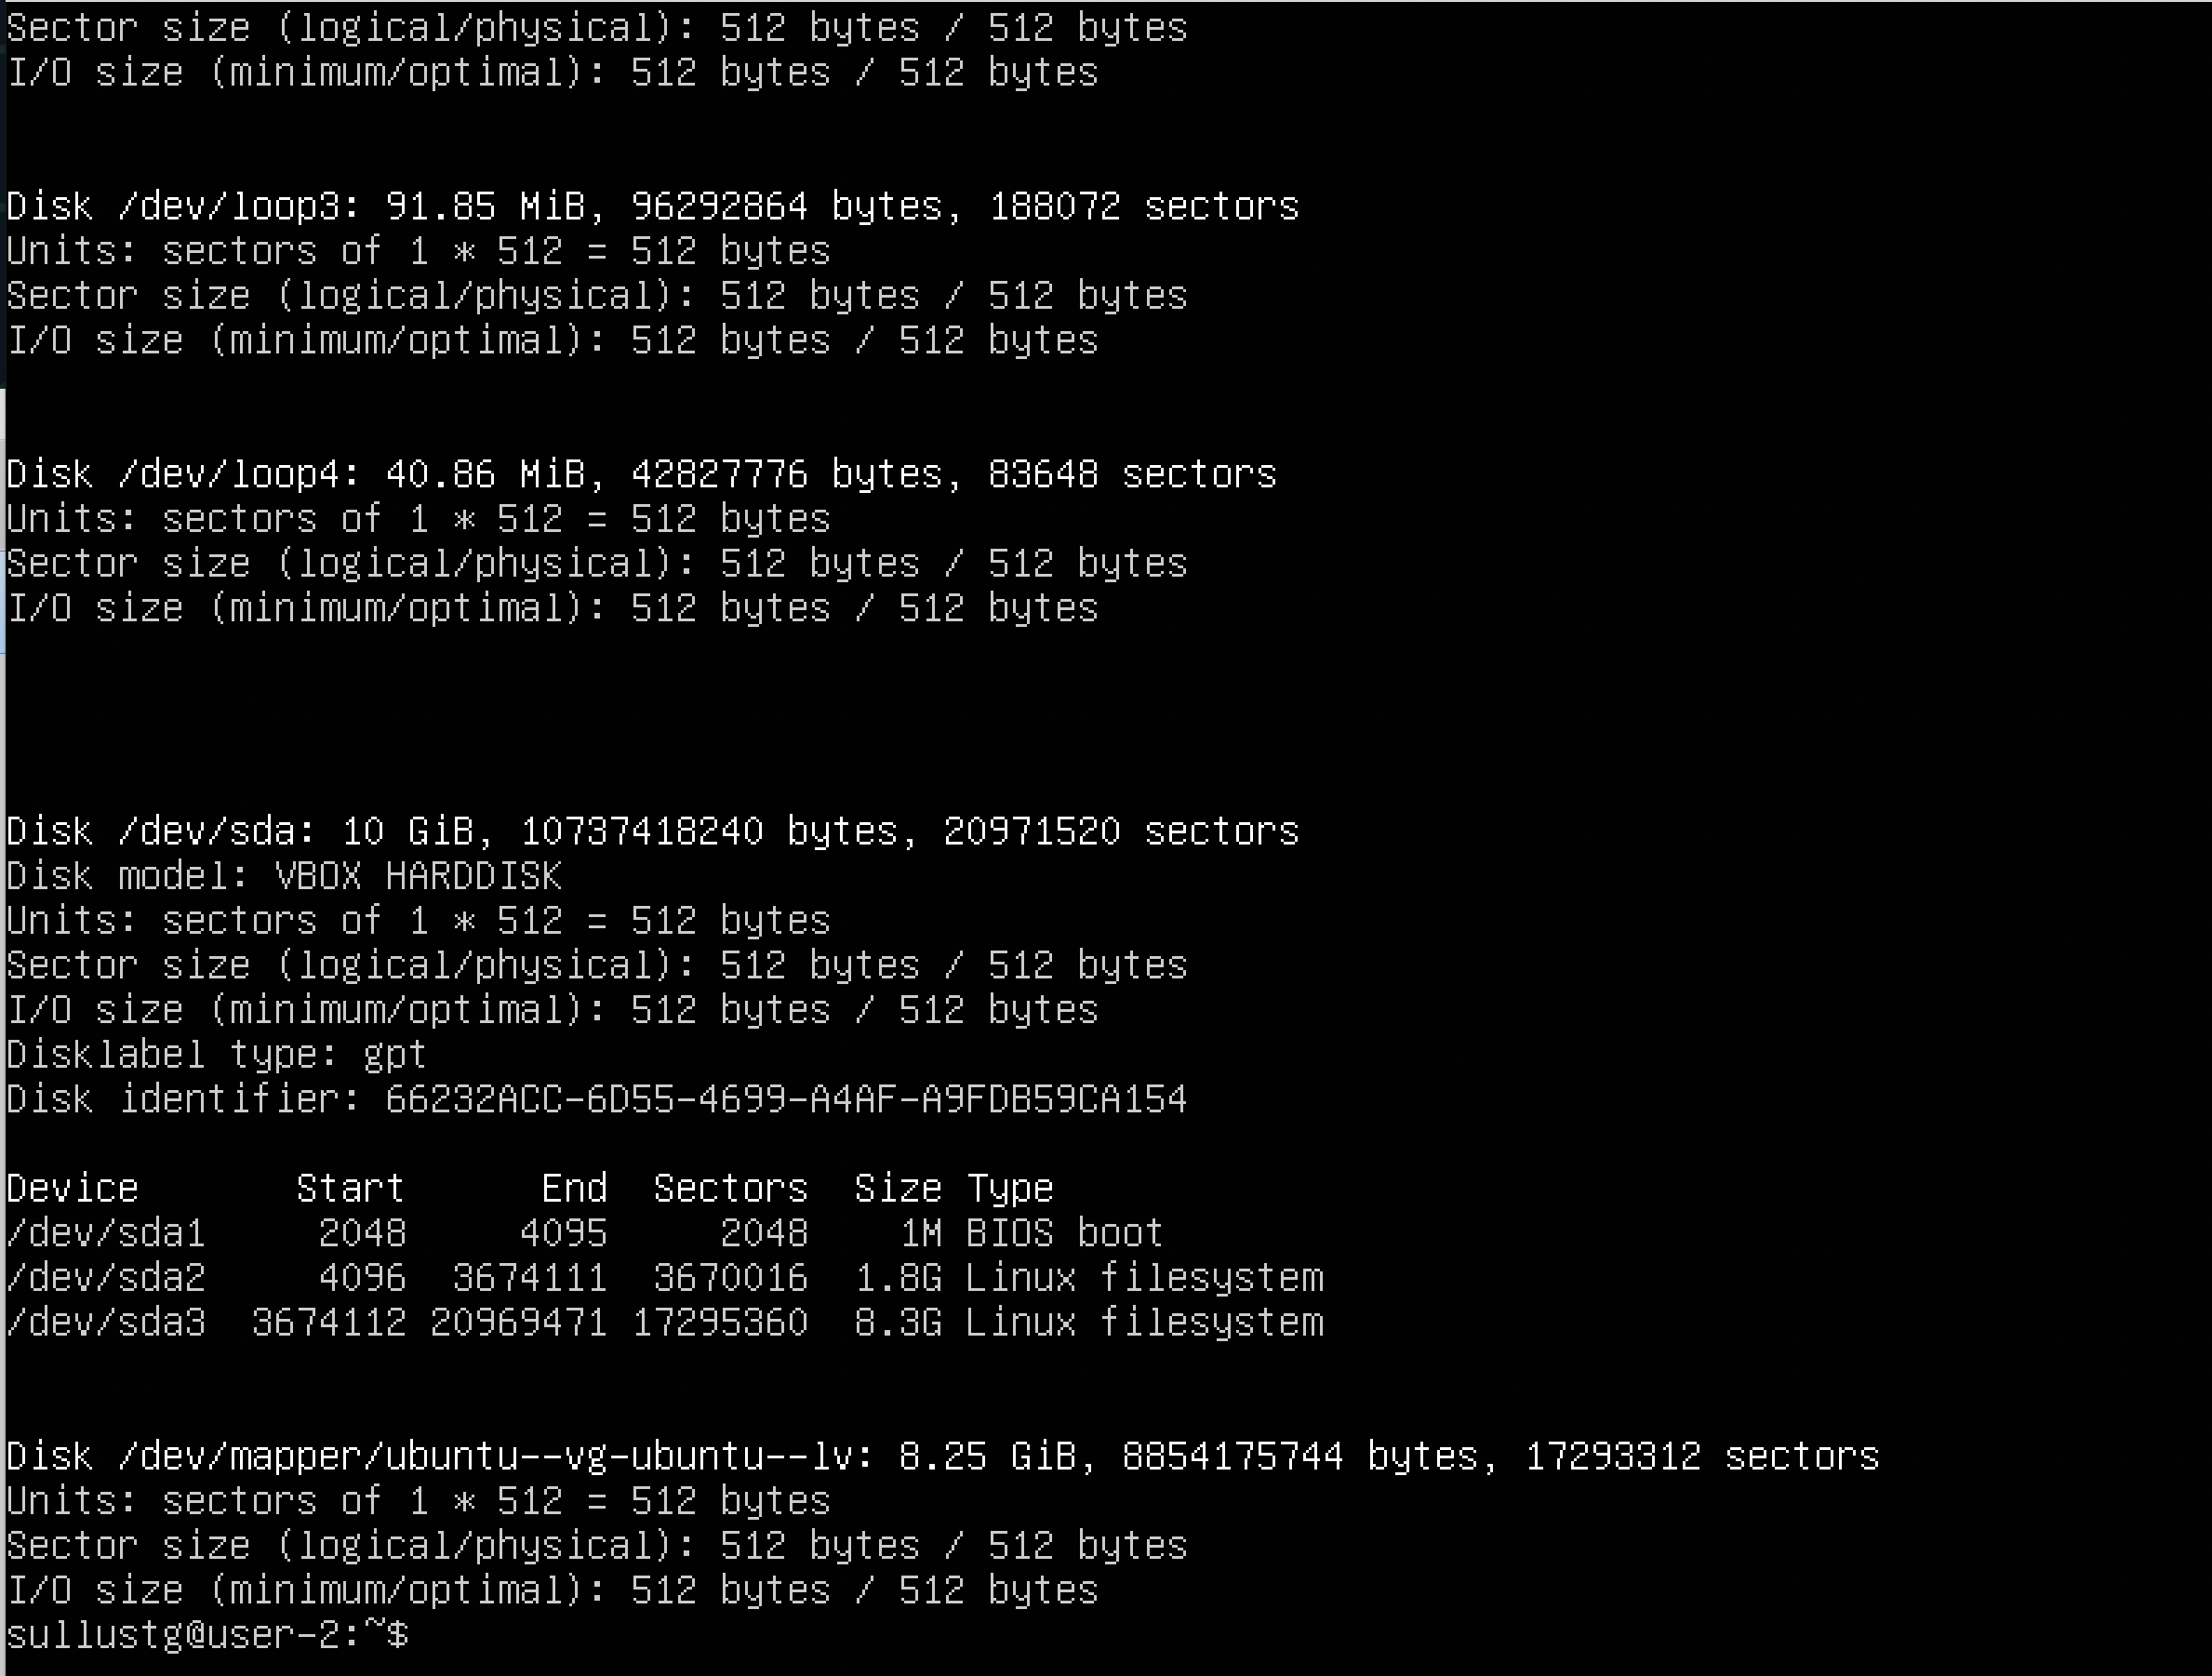 Sector size (logical/physical): 512 bytes / 512 bytes
I/O size (minimum/optimal): 512 bytes / 512 bytes
Disk /dev/loop3: 91.85 MiB, 96292864 bytes, 188072 sectors
Units: sectors of 1 * 512 = 512 bytes
Sector size (logical/physical): 512 bytes / 512 bytes
I/O size (minimum/optimal): 512 bytes / 512 bytes
Disk /dev/loop4: 40.86 MiB, 42827776 bytes, 83648 sectors
Units: sectors of 1 * 512 = 512 bytes
Sector size (logical/physical): 512 bytes / 512 bytes
I/O size (minimum/optimal): 512 bytes / 512 bytes
Disk /dev/sda: 10 GiB, 10737418240 bytes, 20971520 sectors
Disk model: VBOX HARDDISK
Units: sectors of 1 * 512 = 512 bytes
Sector size (logical/physical): 512 bytes / 512 bytes
I/O size (minimum/optimal): 512 bytes / 512 bytes
Disklabel type: gpt
Disk identifier: 66232ACC-6D55-4699-A4AF-A9FDB59CA154
Device Start End Sectors Size Type
/dev/sda1 2048 4095 2048 1M BIOS boot
/dev/sda2 4096 3674111 3670016 1.8G Linux filesystem
/dev/sda3 3674112 20969471 17295360 8.3G Linux filesystem
Disk /dev/mapper/ubuntu--vg-ubuntu--lv: 8.25 GiB, 8854175744 bytes, 17293312 sectors
Units: sectors of 1 * 512 = 512 bytes
Sector size (logical/physical): 512 bytes / 512 bytes
I/O size (minimum/optimal): 512 bytes / 512 bytes
sullustg@user-2:~$